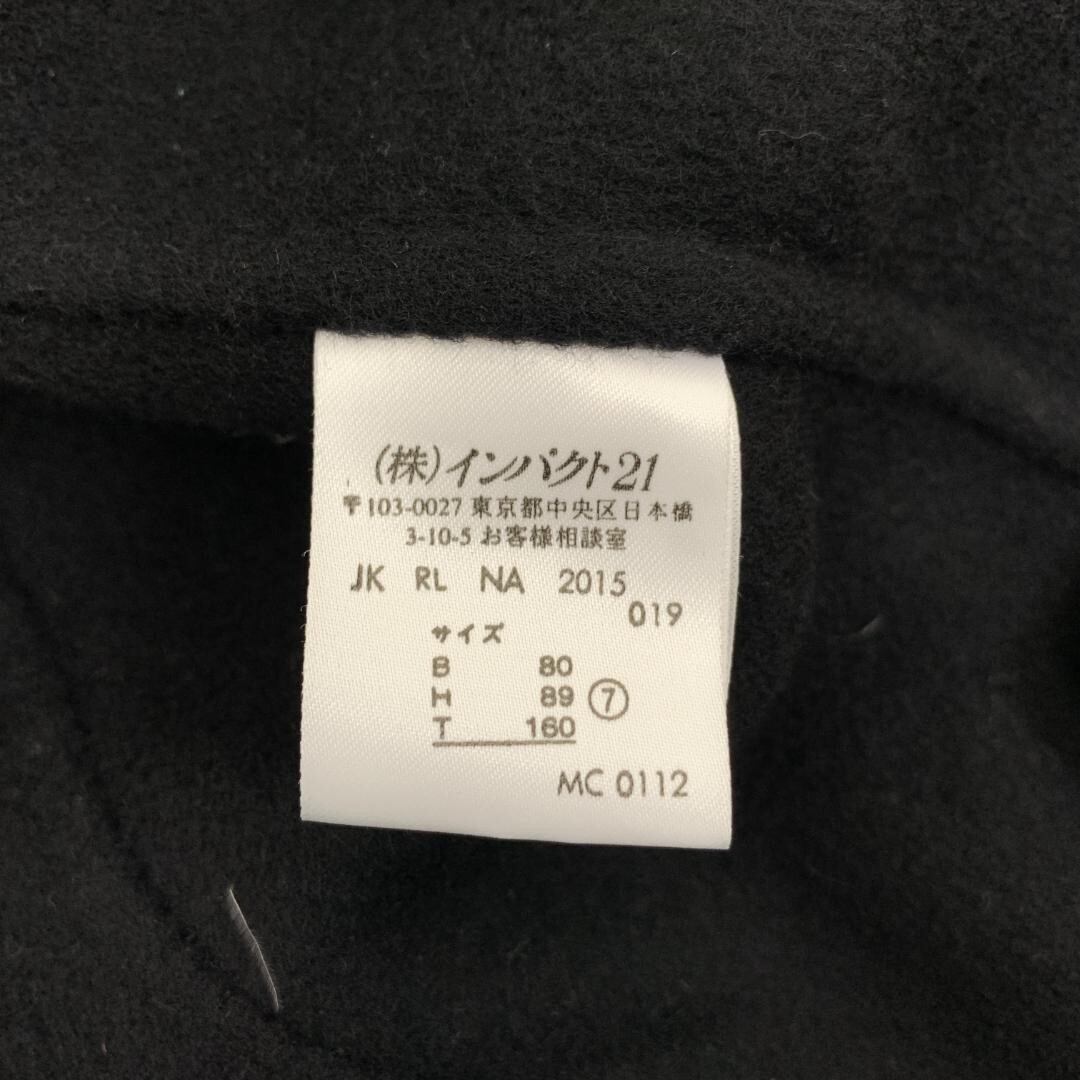 (株)インパクト21
〒103-0027 東京都中央区日本橋
3-10-5 お客様相談室
JK RL NA 2015
019
サイズ
B 80
H 89 ⑦
T 160
MC 0112